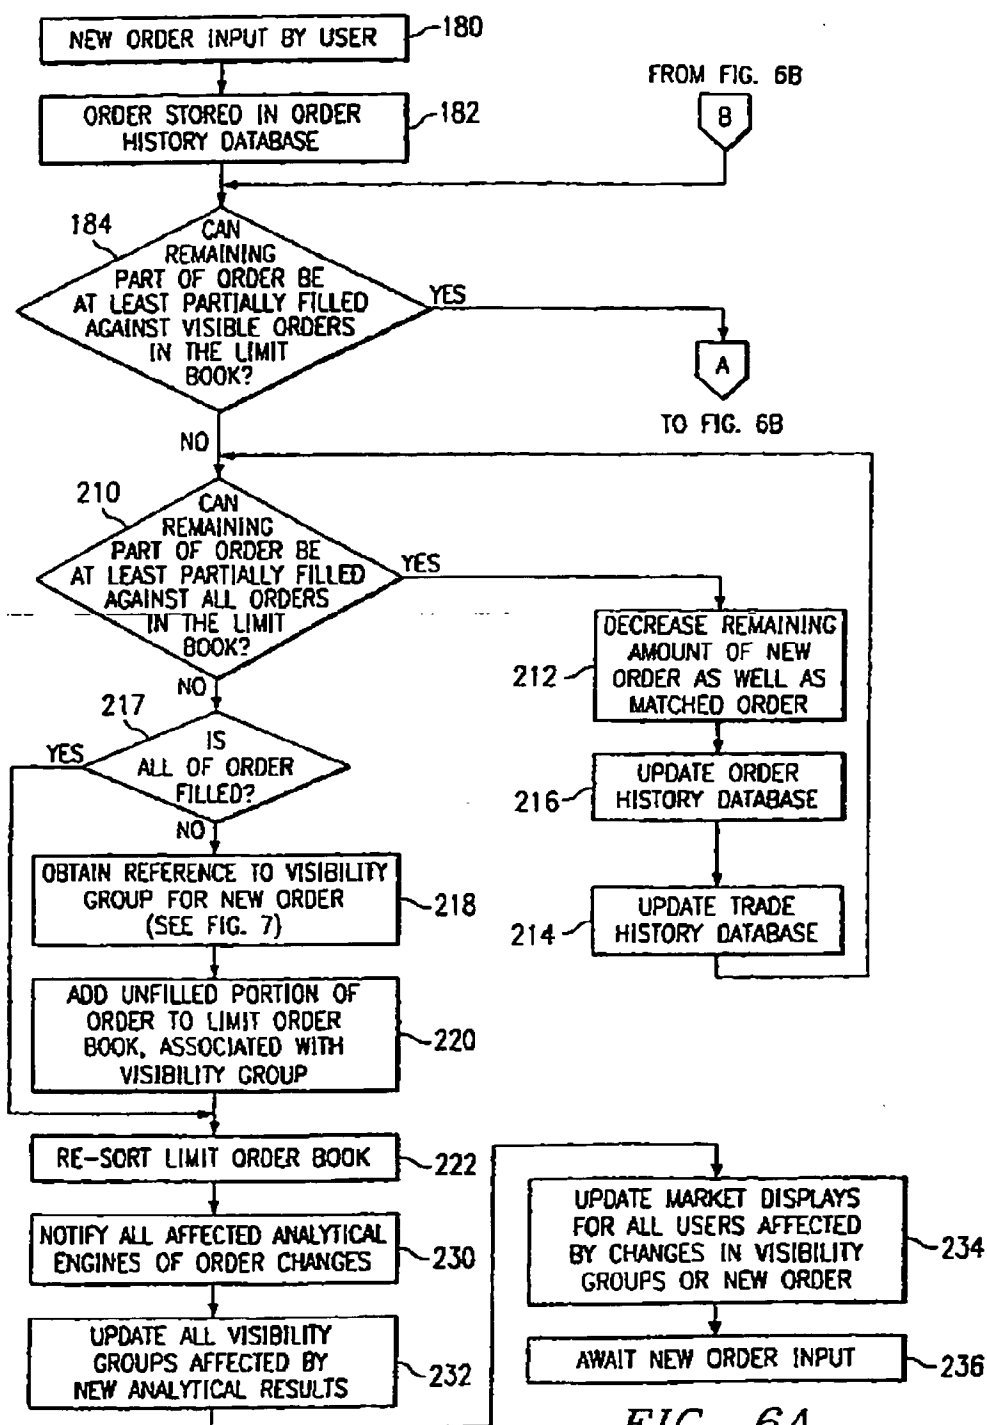 NEW ORDER INPUT BY USER
180
ORDER STORED IN ORDER
HISTORY DATABASE
182
FROM FIG. 6B
B
184
CAN
REMAINING
PART OF ORDER BE
AT LEAST PARTIALLY FILLED
AGAINST VISIBLE ORDERS
IN THE LIMIT
BOOK?
YES
A
TO FIG. 6B
NO
210
CAN
REMAINING
PART OF ORDER BE
AT LEAST PARTIALLY FILLED
AGAINST ALL ORDERS
IN THE LIMIT
BOOK?
YES
DECREASE REMAINING
AMOUNT OF NEW
ORDER AS WELL AS
MATCHED ORDER
212
UPDATE ORDER
HISTORY DATABASE
216
UPDATE TRADE
HISTORY DATABASE
214
NO
217
IS
ALL OF ORDER
FILLED?
YES
NO
OBTAIN REFERENCE TO VISIBILITY
GROUP FOR NEW ORDER
(SEE FIG. 7)
218
ADD UNFILLED PORTION OF
ORDER TO LIMIT ORDER
BOOK, ASSOCIATED WITH
VISIBILITY GROUP
220
RE-SORT LIMIT ORDER BOOK
222
NOTIFY ALL AFFECTED ANALYTICAL
ENGINES OF ORDER CHANGES
230
UPDATE ALL VISIBILITY
GROUPS AFFECTED BY
NEW ANALYTICAL RESULTS
232
UPDATE MARKET DISPLAYS
FOR ALL USERS AFFECTED
BY CHANGES IN VISIBILITY
GROUPS OR NEW ORDER
234
AWAIT NEW ORDER INPUT
236
FIG. 6A